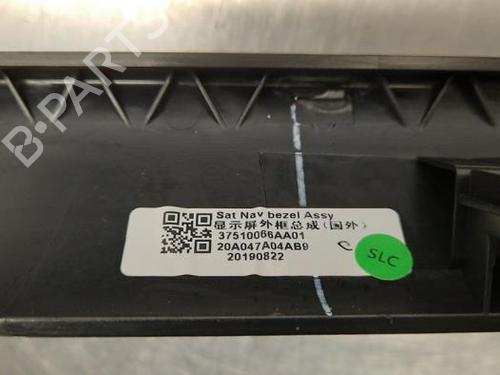 B-PARTS
Sat Nav bezel Assy
显示屏外框总成(国外)
37510066AA01
20A047A04AB9
20190822
C
SLC